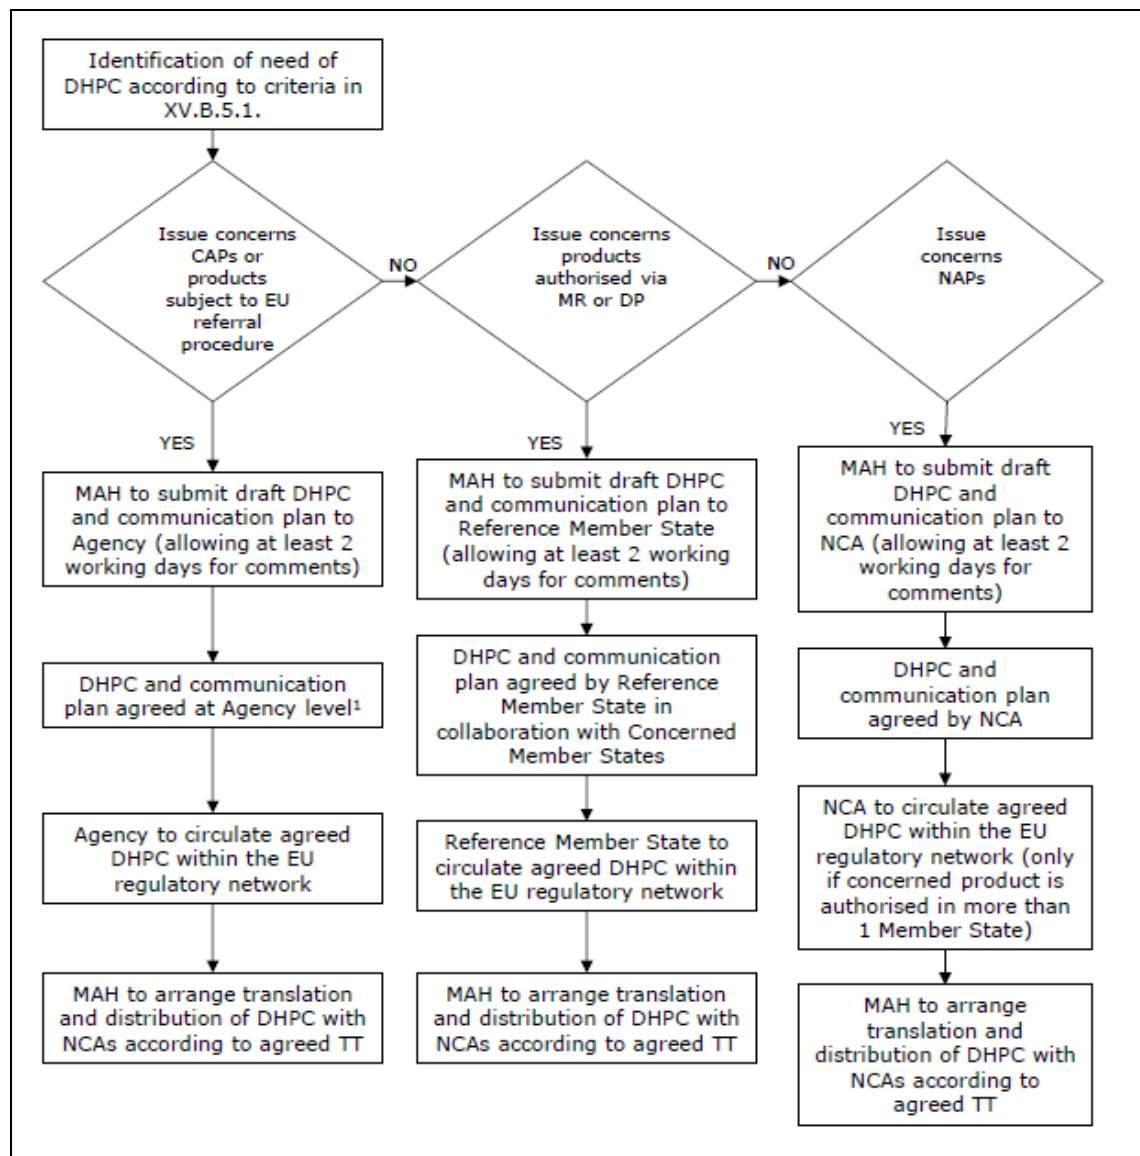 Identification of need of
DHPC according to criteria in
XV.B.5.1.
Issue concerns
CAPs or
products
subject to EU
referral
procedure
NO
Issue concerns
products
authorised via
MR or DP
NO
Issue
concerns
NAPs
YES
MAH to submit draft DHPC
and communication plan to
Agency (allowing at least 2
working days for comments)
DHPC and communication
plan agreed at Agency level¹
Agency to circulate agreed
DHPC within the EU
regulatory network
MAH to arrange translation
and distribution of DHPC with
NCAs according to agreed TT
YES
MAH to submit draft DHPC
and communication plan to
Reference Member State
(allowing at least 2 working
days for comments)
DHPC and communication
plan agreed by Reference
Member State in
collaboration with Concerned
Member States
Reference Member State to
circulate agreed DHPC within
the EU regulatory network
MAH to arrange translation
and distribution of DHPC with
NCAs according to agreed TT
YES
MAH to submit draft
DHPC and
communication plan to
NCA (allowing at least 2
working days for
comments)
DHPC and
communication plan
agreed by NCA
NCA to circulate agreed
DHPC within the EU
regulatory network (only
if concerned product is
authorised in more than
1 Member State)
MAH to arrange
translation and
distribution of DHPC with
NCAs according to
agreed TT